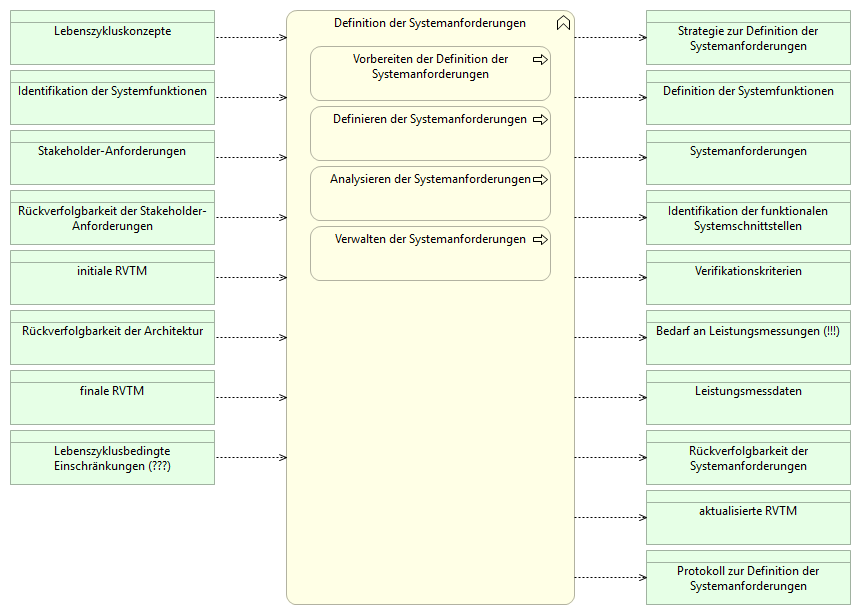 Lebenszykluskonzepte
Identifikation der Systemfunktionen
Stakeholder-Anforderungen
Rückverfolgbarkeit der Stakeholder-
Anforderungen
initiale RVTM
Rückverfolgbarkeit der Architektur
finale RVTM
Lebenszyklusbedingte
Einschränkungen (???)
Definition der Systemanforderungen
Vorbereiten der Definition der
Systemanforderungen
Definieren der Systemanforderungen
Analysieren der Systemanforderungen
Verwalten der Systemanforderungen
Strategie zur Definition der
Systemanforderungen
Definition der Systemfunktionen
Systemanforderungen
Identifikation der funktionalen
Systemschnittstellen
Verifikationskriterien
Bedarf an Leistungsmessungen (!!!)
Leistungsmessdaten
Rückverfolgbarkeit der
Systemanforderungen
aktualisierte RVTM
Protokoll zur Definition der
Systemanforderungen